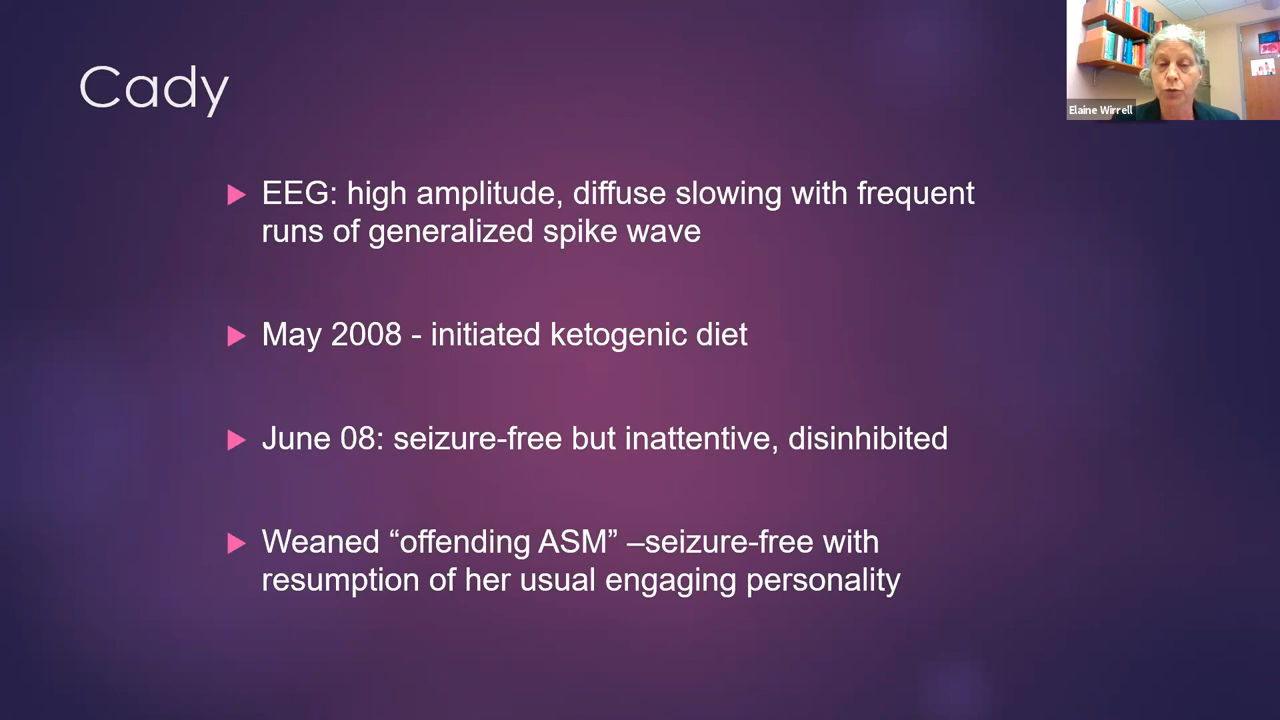 Cady
Elaine Wirrell
EEG: high amplitude, diffuse slowing with frequent
runs of generalized spike wave
May 2008 - initiated ketogenic diet
June 08: seizure-free but inattentive, disinhibited
Weaned “offending ASM” –seizure-free with
resumption of her usual engaging personality